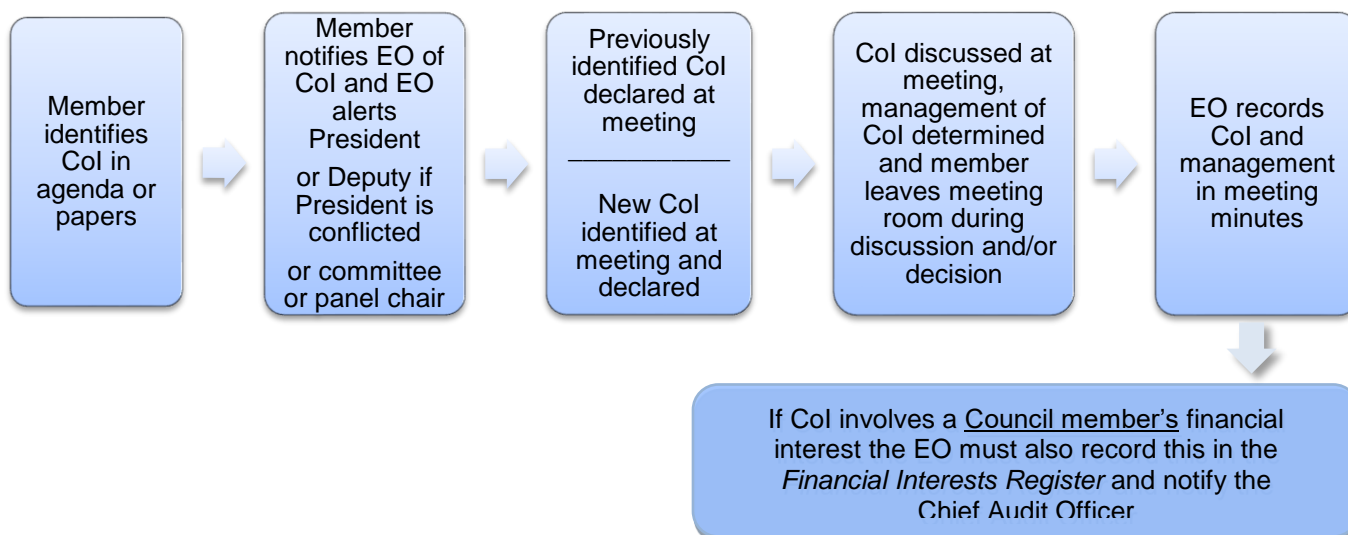 Member
identifies
CoI in
agenda or
papers
Member
notifies EO of
CoI and EO
alerts
President
or Deputy if
President is
conflicted
or committee
or panel chair
Previously
identified CoI
declared at
meeting
____________
New CoI
identified at
meeting and
declared
CoI discussed at
meeting,
management of
CoI determined
and member
leaves meeting
room during
discussion and/or
decision
EO records
CoI and
management
in meeting
minutes
If CoI involves a Council member’s financial
interest the EO must also record this in the
Financial Interests Register and notify the
Chief Audit Officer